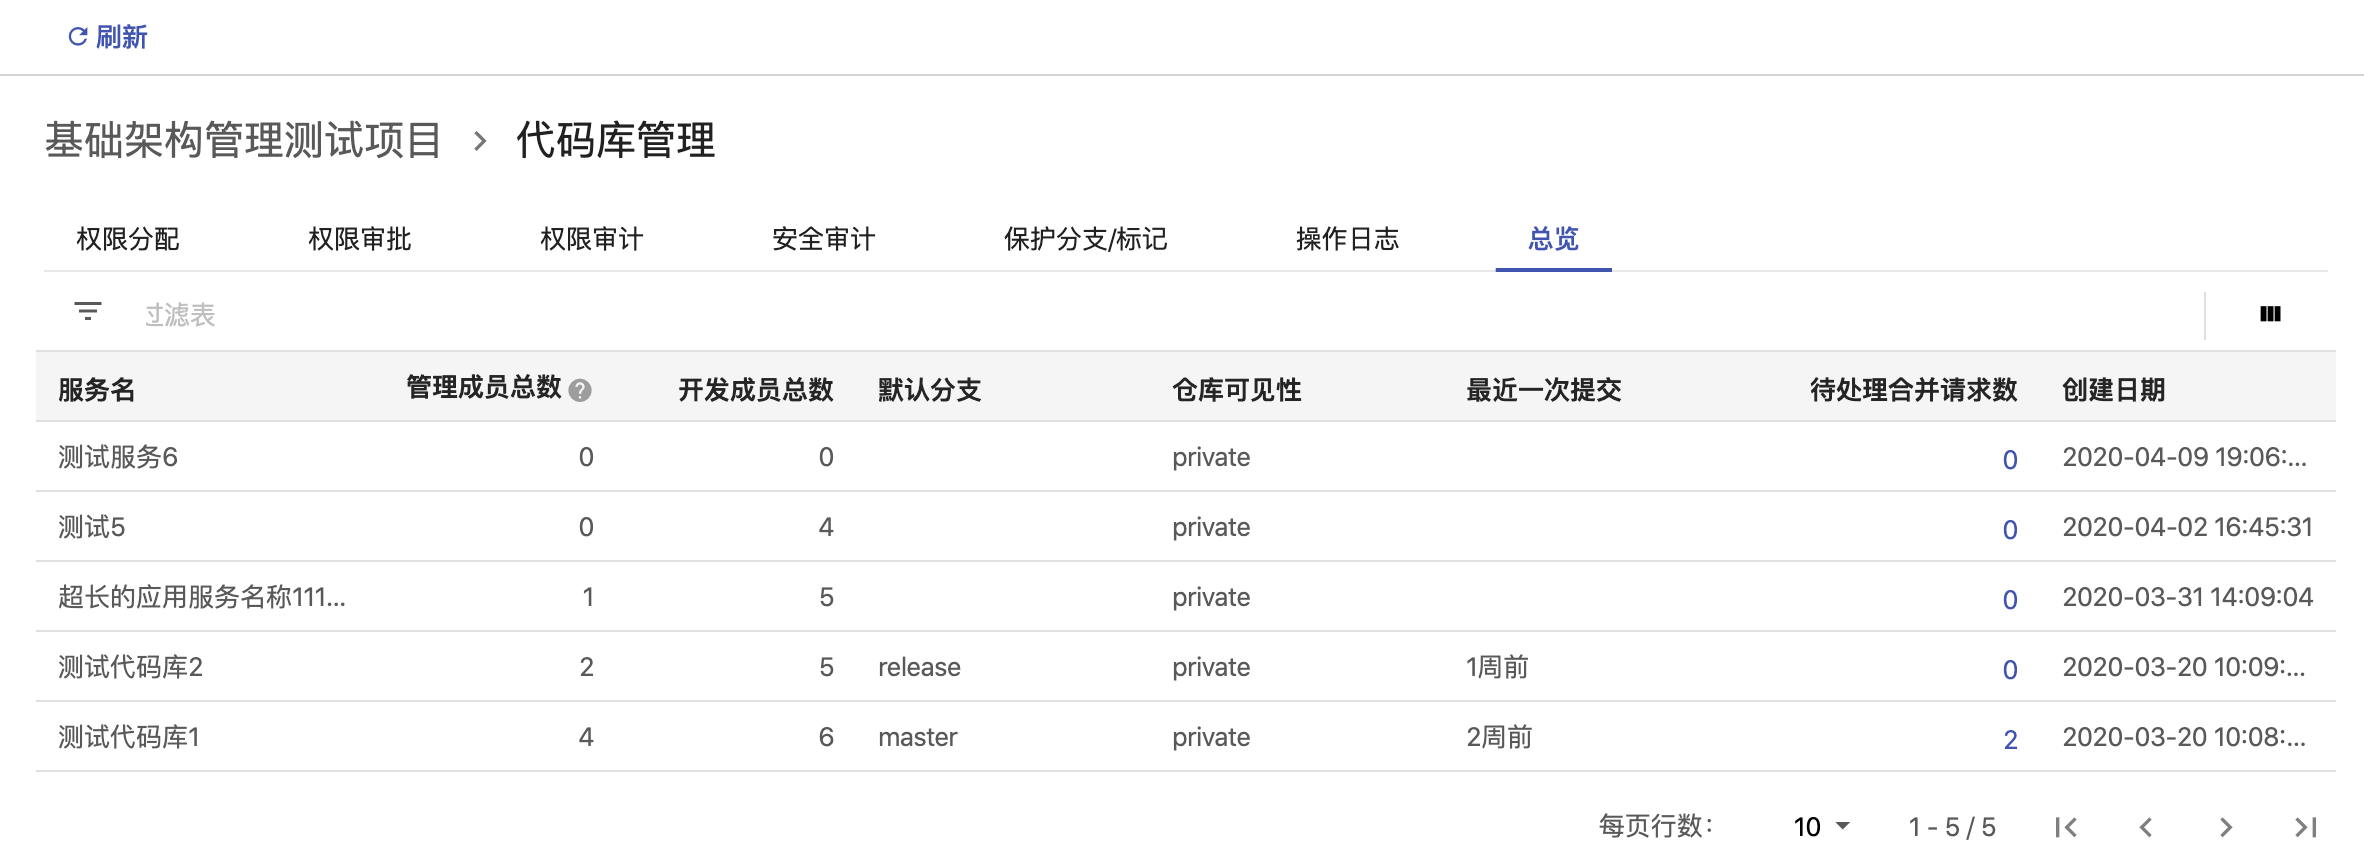 刷新
基础架构管理测试项目 > 代码库管理
权限分配 权限审批 权限审计 安全审计 保护分支/标记 操作日志 总览
过滤表
服务名 管理成员总数 ? 开发成员总数 默认分支 仓库可见性 最近一次提交 待处理合并请求数 创建日期
测试服务6 0 0 private 0 2020-04-09 19:06:...
测试5 0 4 private 0 2020-04-02 16:45:31
超长的应用服务名称111... 1 5 private 0 2020-03-31 14:09:04
测试代码库2 2 5 release private 1周前 0 2020-03-20 10:09:...
测试代码库1 4 6 master private 2周前 2 2020-03-20 10:08:...
每页行数： 10 1 - 5 / 5